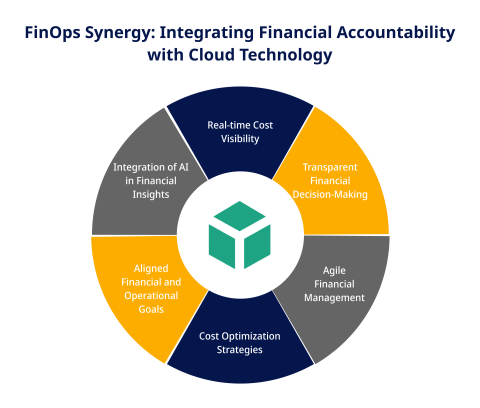 FinOps Synergy: Integrating Financial Accountability
with Cloud Technology
Real-time Cost
Visibility
Transparent
Financial
Decision-Making
Agile
Financial
Management
Cost Optimization
Strategies
Aligned
Financial and
Operational
Goals
Integration of AI
in Financial
Insights